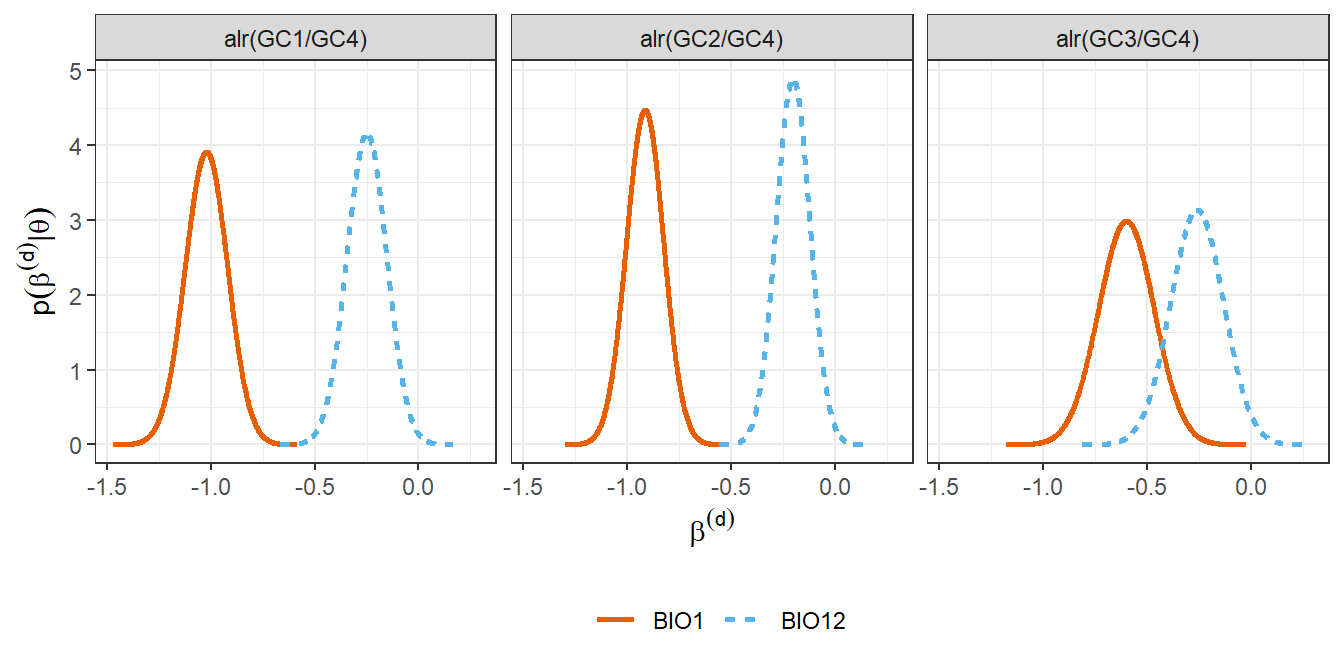 alr(GC1/GC4) alr(GC2/GC4) alr(GC3/GC4)
5
4
3
2
1
0
p(β^(d)|θ)
-1.5 -1.0 -0.5 0.0 -1.5 -1.0 -0.5 0.0 -1.5 -1.0 -0.5 0.0
β^(d)
BIO1 BIO12